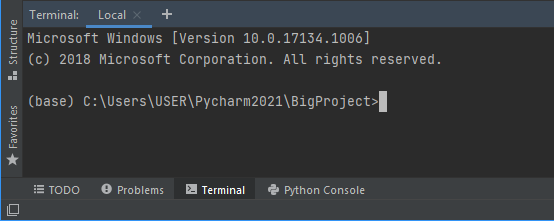 Terminal: Local × +
Microsoft Windows [Version 10.0.17134.1006]
(c) 2018 Microsoft Corporation. All rights reserved.
(base) C:\Users\USER\Pycharm2021\BigProject>
Structure
Favorites
TODO Problems Terminal Python Console